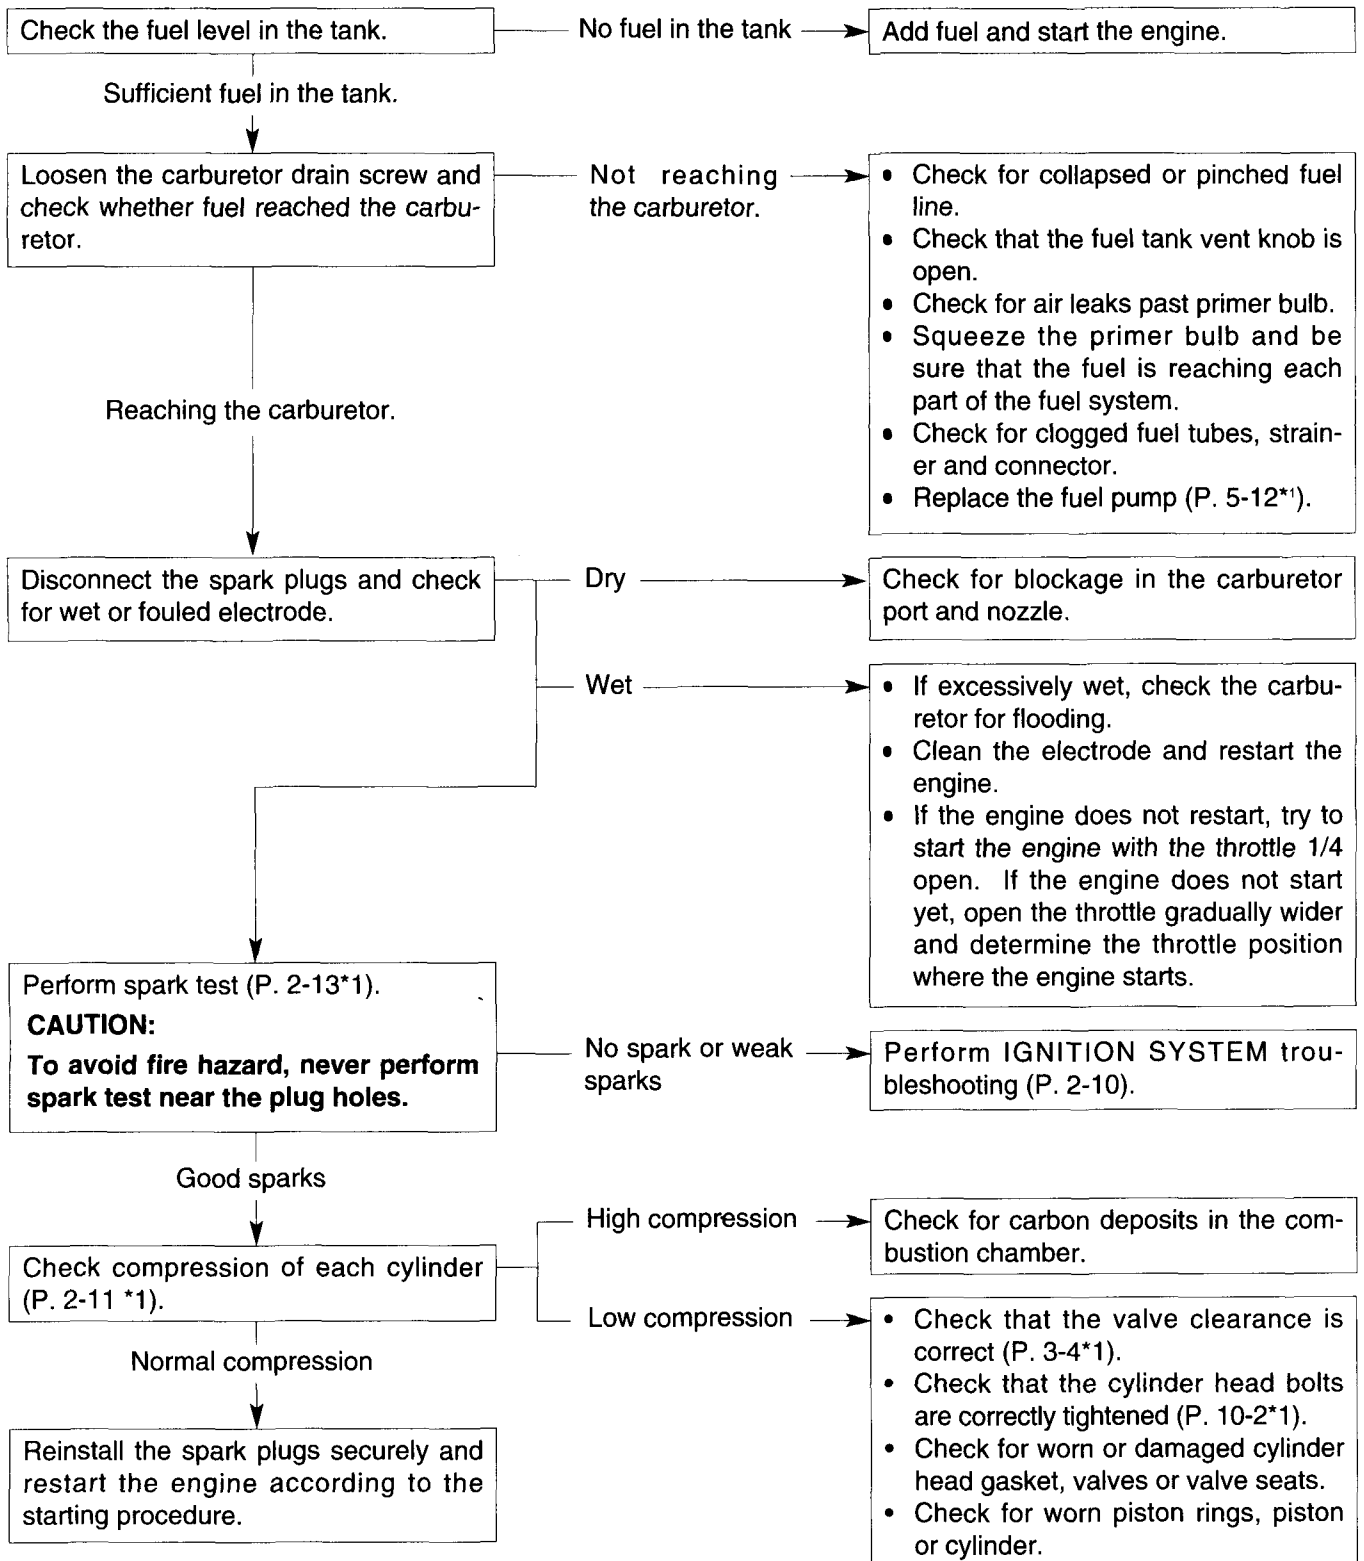 Check the fuel level in the tank.
No fuel in the tank
Add fuel and start the engine.
Sufficient fuel in the tank.
Loosen the carburetor drain screw and
check whether fuel reached the carbu-
retor.
Not reaching
the carburetor.
• Check for collapsed or pinched fuel
line.
• Check that the fuel tank vent knob is
open.
• Check for air leaks past primer bulb.
• Squeeze the primer bulb and be
sure that the fuel is reaching each
part of the fuel system.
• Check for clogged fuel tubes, strain-
er and connector.
• Replace the fuel pump (P. 5-12*1).
Reaching the carburetor.
Disconnect the spark plugs and check
for wet or fouled electrode.
Dry
Check for blockage in the carburetor
port and nozzle.
Wet
• If excessively wet, check the carbu-
retor for flooding.
• Clean the electrode and restart the
engine.
• If the engine does not restart, try to
start the engine with the throttle 1/4
open. If the engine does not start
yet, open the throttle gradually wider
and determine the throttle position
where the engine starts.
Perform spark test (P. 2-13*1).
CAUTION:
To avoid fire hazard, never perform
spark test near the plug holes.
No spark or weak
sparks
Perform IGNITION SYSTEM trou-
bleshooting (P. 2-10).
Good sparks
Check compression of each cylinder
(P. 2-11 *1).
High compression
Check for carbon deposits in the com-
bustion chamber.
Low compression
• Check that the valve clearance is
correct (P. 3-4*1).
• Check that the cylinder head bolts
are correctly tightened (P. 10-2*1).
• Check for worn or damaged cylinder
head gasket, valves or valve seats.
• Check for worn piston rings, piston
or cylinder.
Normal compression
Reinstall the spark plugs securely and
restart the engine according to the
starting procedure.